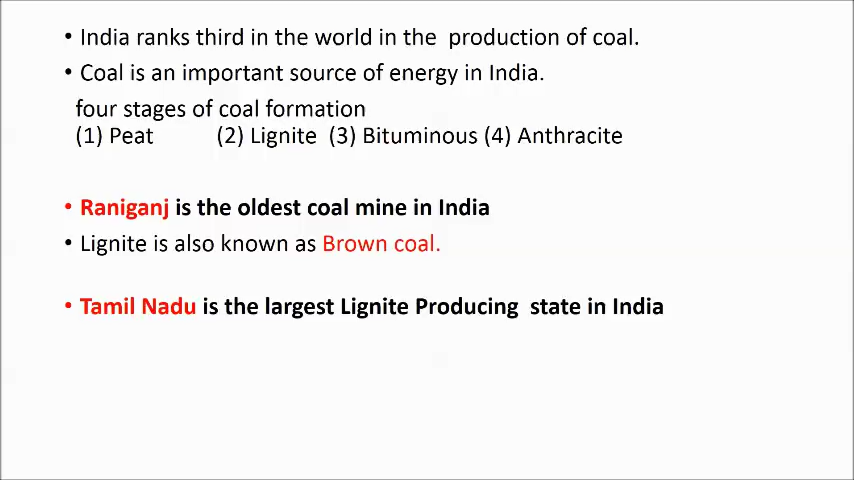 • India ranks third in the world in the production of coal.
• Coal is an important source of energy in India.
four stages of coal formation
(1) Peat (2) Lignite (3) Bituminous (4) Anthracite
• Raniganj is the oldest coal mine in India
• Lignite is also known as Brown coal.
• Tamil Nadu is the largest Lignite Producing state in India